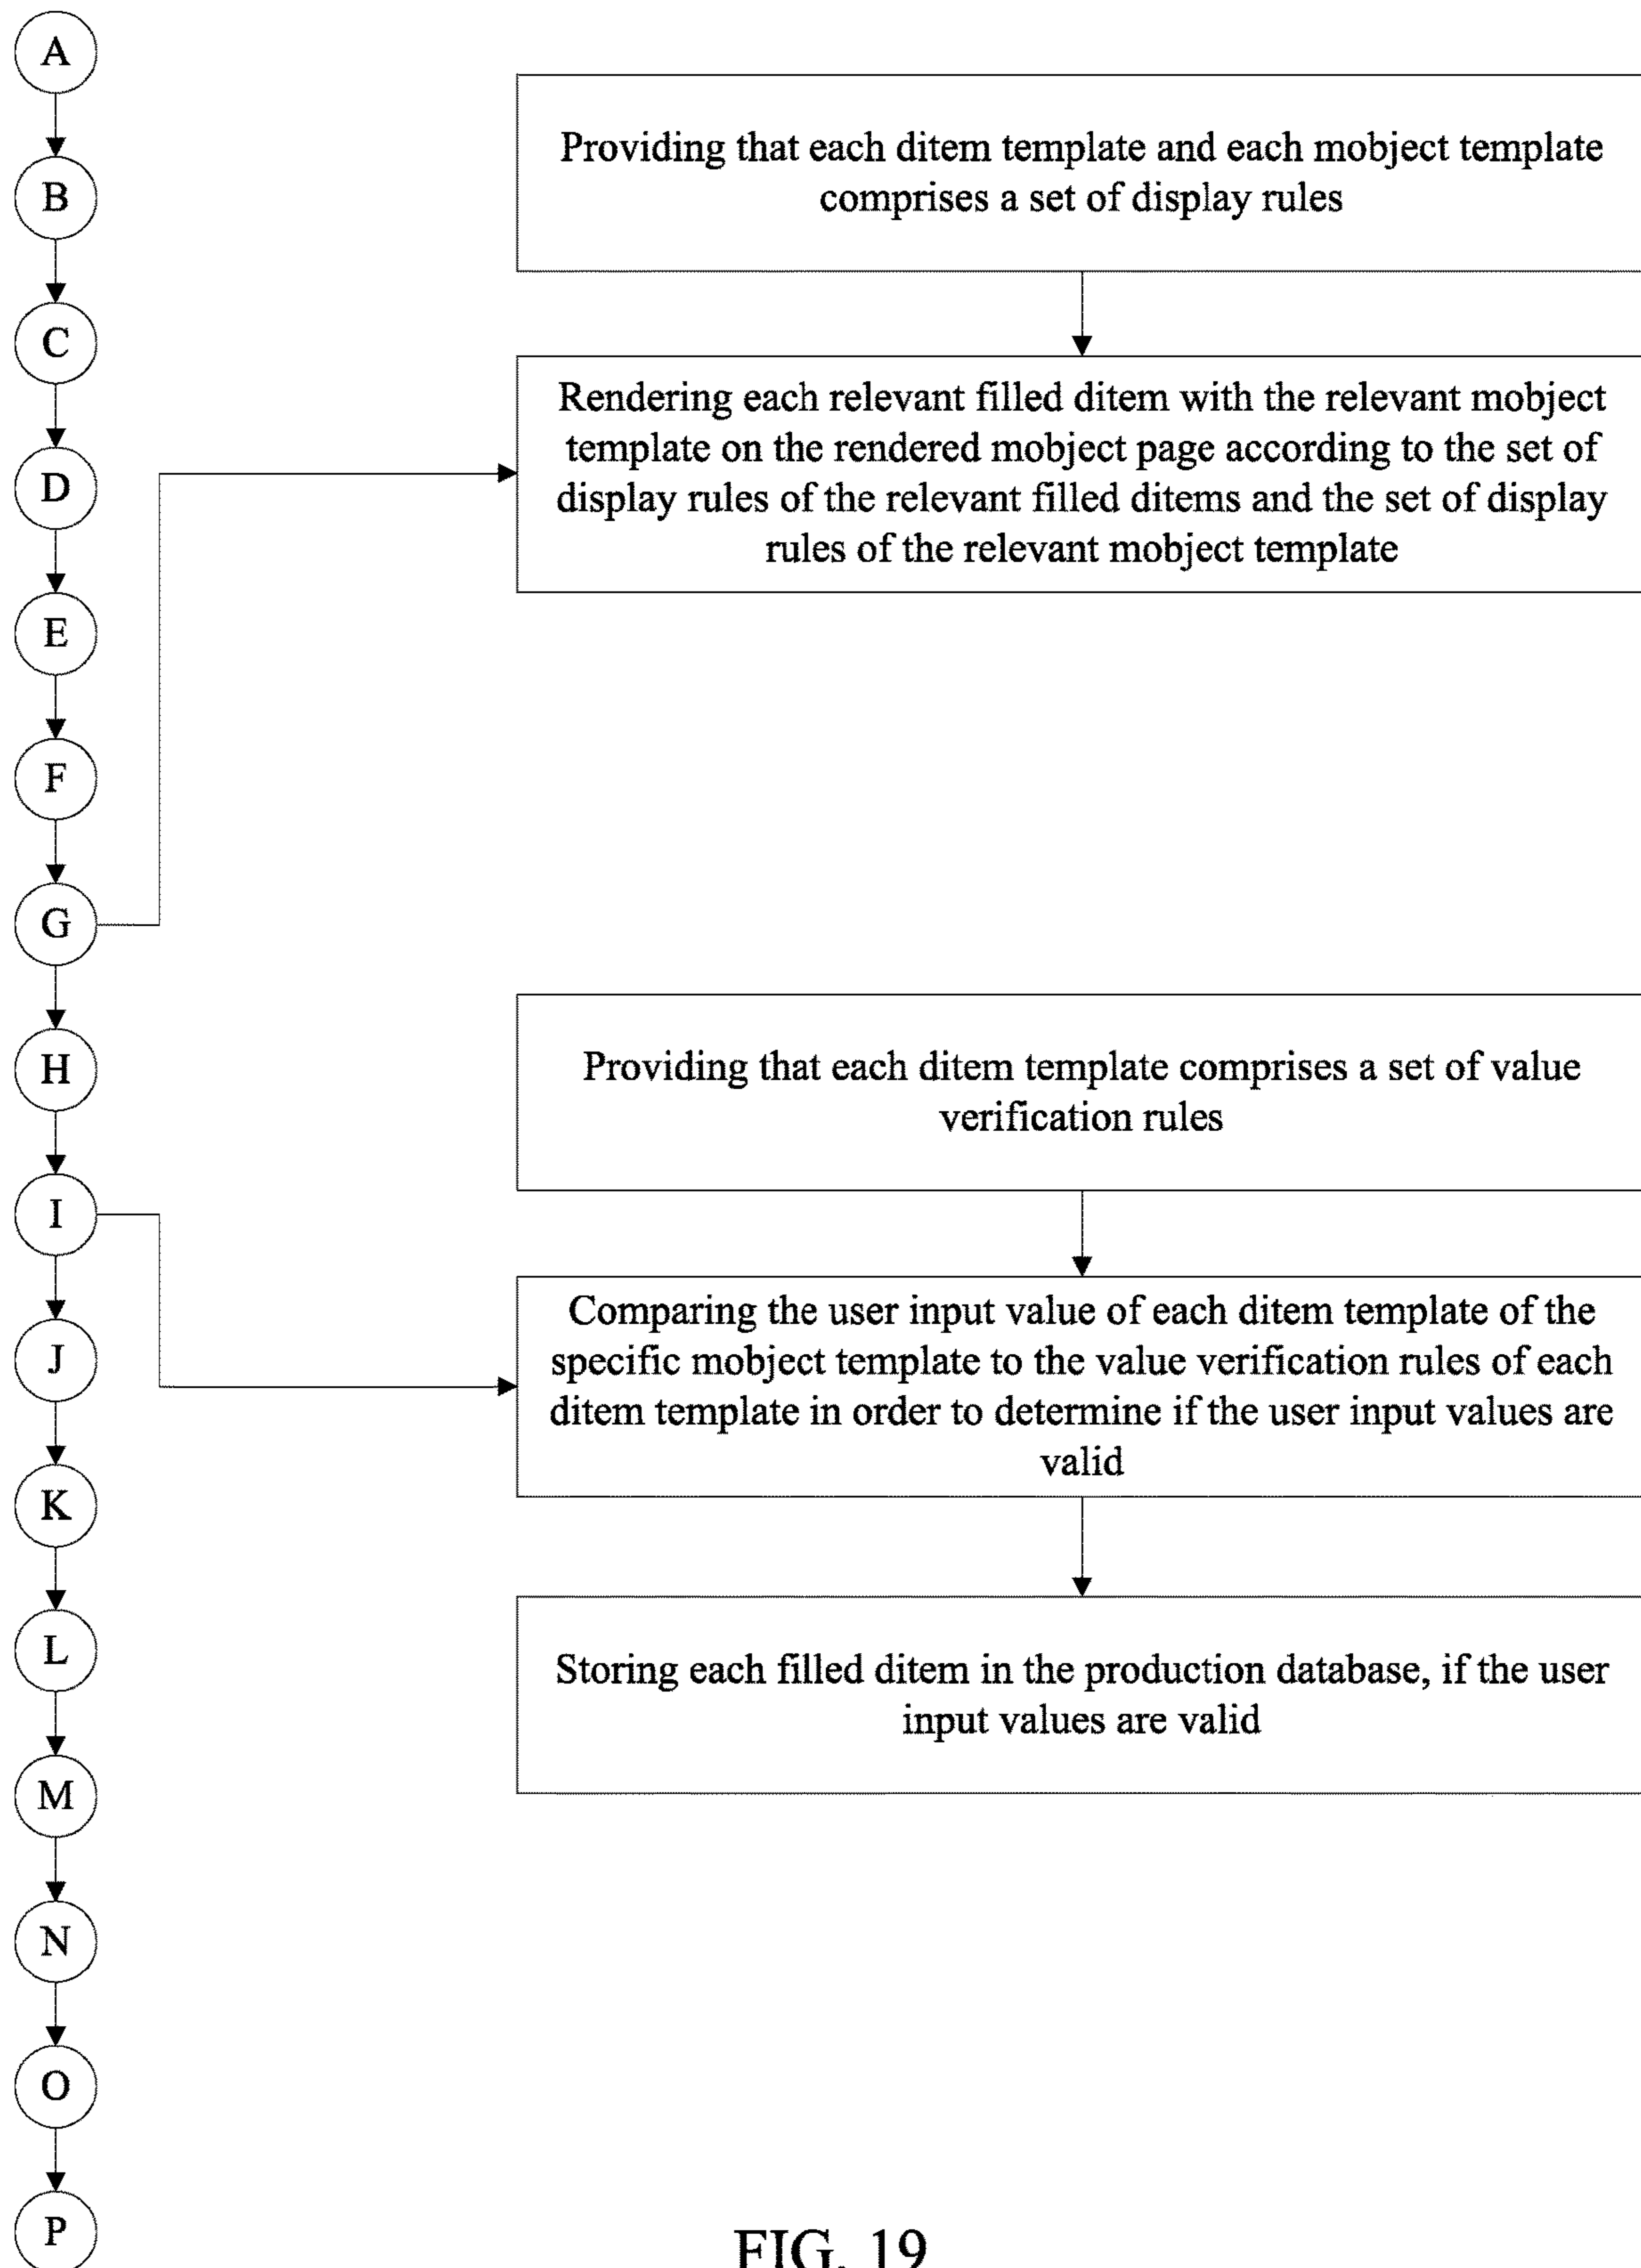 A
B
C
D
E
F
G
H
I
J
K
L
M
N
O
P
Providing that each ditem template and each mobject template
comprises a set of display rules
Rendering each relevant filled ditem with the relevant mobject
template on the rendered mobject page according to the set of
display rules of the relevant filled ditems and the set of display
rules of the relevant mobject template
Providing that each ditem template comprises a set of value
verification rules
Comparing the user input value of each ditem template of the
specific mobject template to the value verification rules of each
ditem template in order to determine if the user input values are
valid
Storing each filled ditem in the production database, if the user
input values are valid
FIG. 19